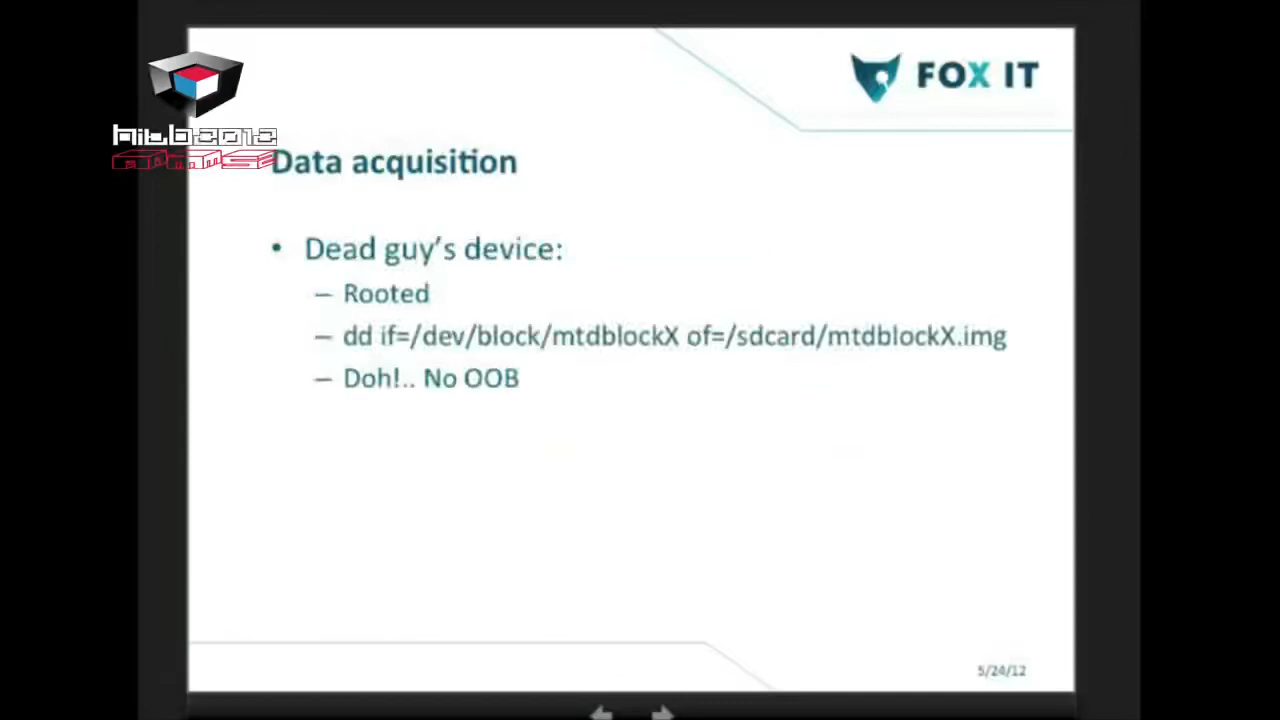 FOX IT
hitb2012
AMS
Data acquisition
• Dead guy's device:
– Rooted
– dd if=/dev/block/mtdblockX of=/sdcard/mtdblockX.img
– Doh!.. No OOB
5/24/12